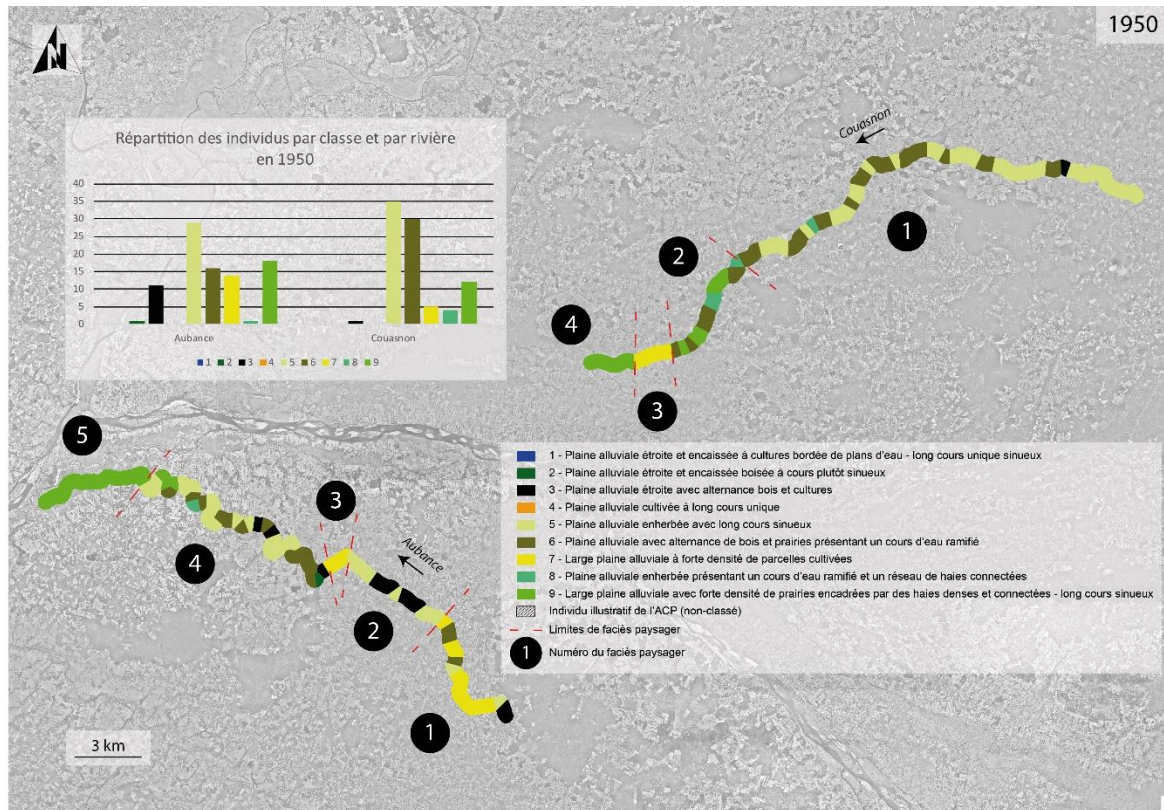 1950
N
Couasnon
Répartition des individus par classe et par rivière
en 1950
40
35
30
25
20
15
10
5
0
Aubance
Couasnon
1 2 3 4 5 6 7 8 9
1
2
4
3
5
3
Aubance
4
2
1
1 - Plaine alluviale étroite et encaissée à cultures bordée de plans d'eau - long cours unique sinueux
2 - Plaine alluviale étroite et encaissée boisée à cours plutôt sinueux
3 - Plaine alluviale étroite avec alternance bois et cultures
4 - Plaine alluviale cultivée à long cours unique
5 - Plaine alluviale enherbée avec long cours sinueux
6 - Plaine alluviale avec alternance de bois et prairies présentant un cours d'eau ramifié
7 - Large plaine alluviale à forte densité de parcelles cultivées
8 - Plaine alluviale enherbée présentant un cours d'eau ramifié et un réseau de haies connectées
9 - Large plaine alluviale avec forte densité de prairies encadrées par des haies denses et connectées - long cours sinueux
Individu illustratif de l'ACP (non-classé)
Limites de faciès paysager
1 Numéro du faciès paysager
3 km